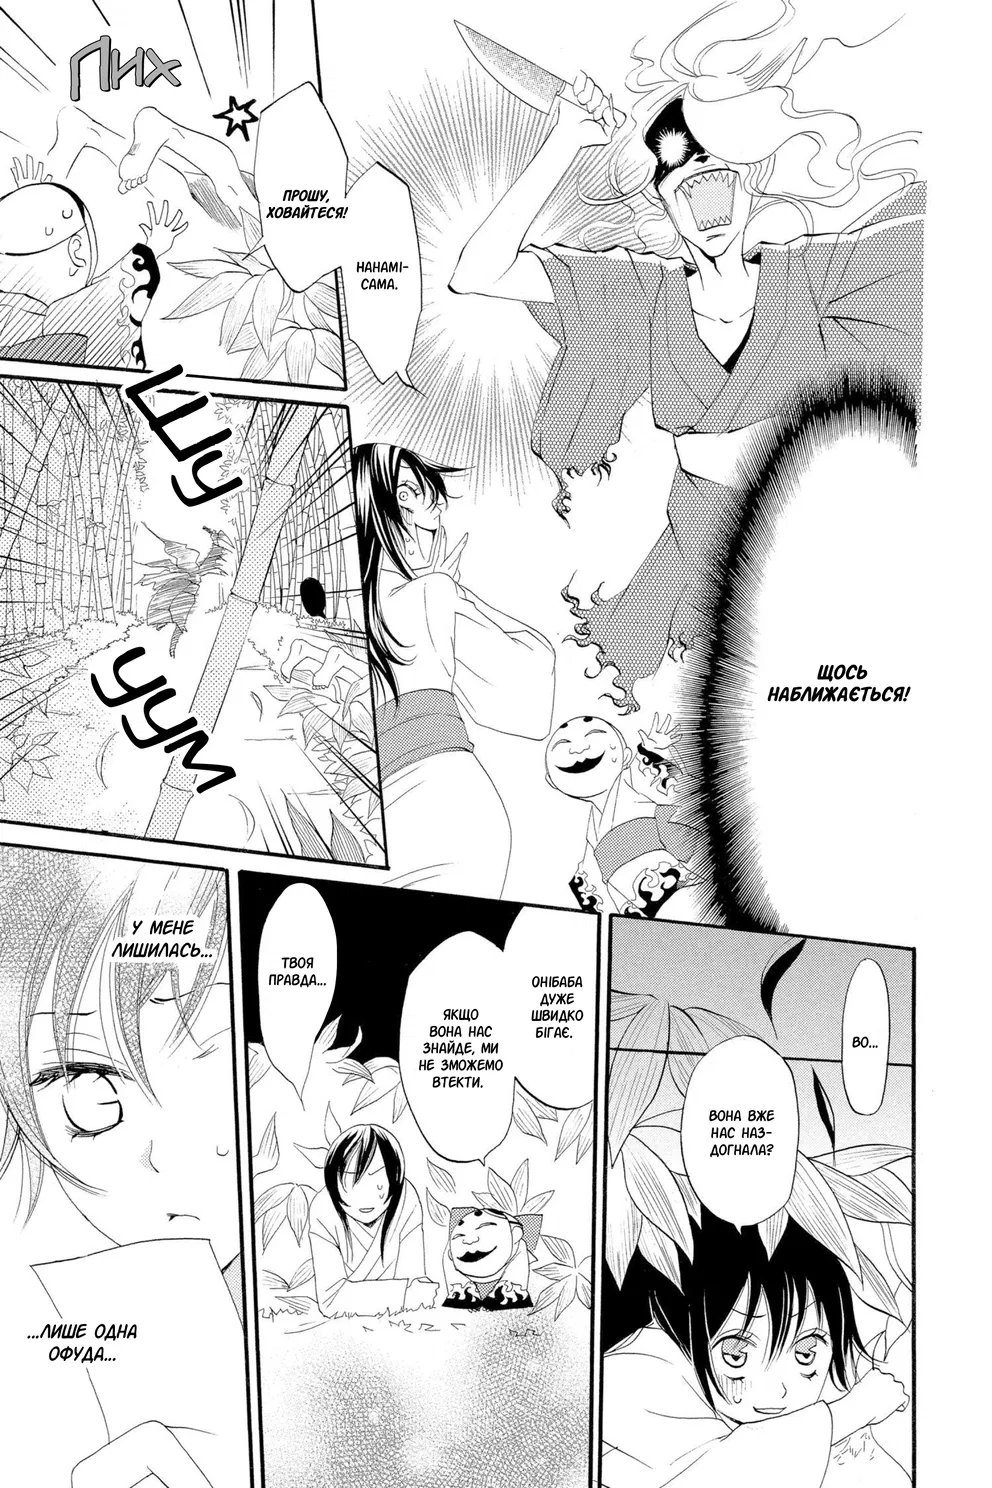 ЩОСЬ
НАБЛИЖАЄТЬСЯ!
НАНАМІ-
САМА.
ПРОШУ,
ХОВАЙТЕСЯ!
ПИХ
ШУ
УУМ
ВО...
ВОНА ВЖЕ
НАС НАЗ-
ДОГНАЛА?
ОНІБАБА
ДУЖЕ
ШВИДКО
БІГАЄ.
ЯКЩО
ВОНА НАС
ЗНАЙДЕ, МИ
НЕ ЗМОЖЕМО
ВТЕКТИ.
ТВОЯ
ПРАВДА...
У МЕНЕ
ЛИШИЛАСЬ...
...ЛИШЕ ОДНА
ОФУДА...